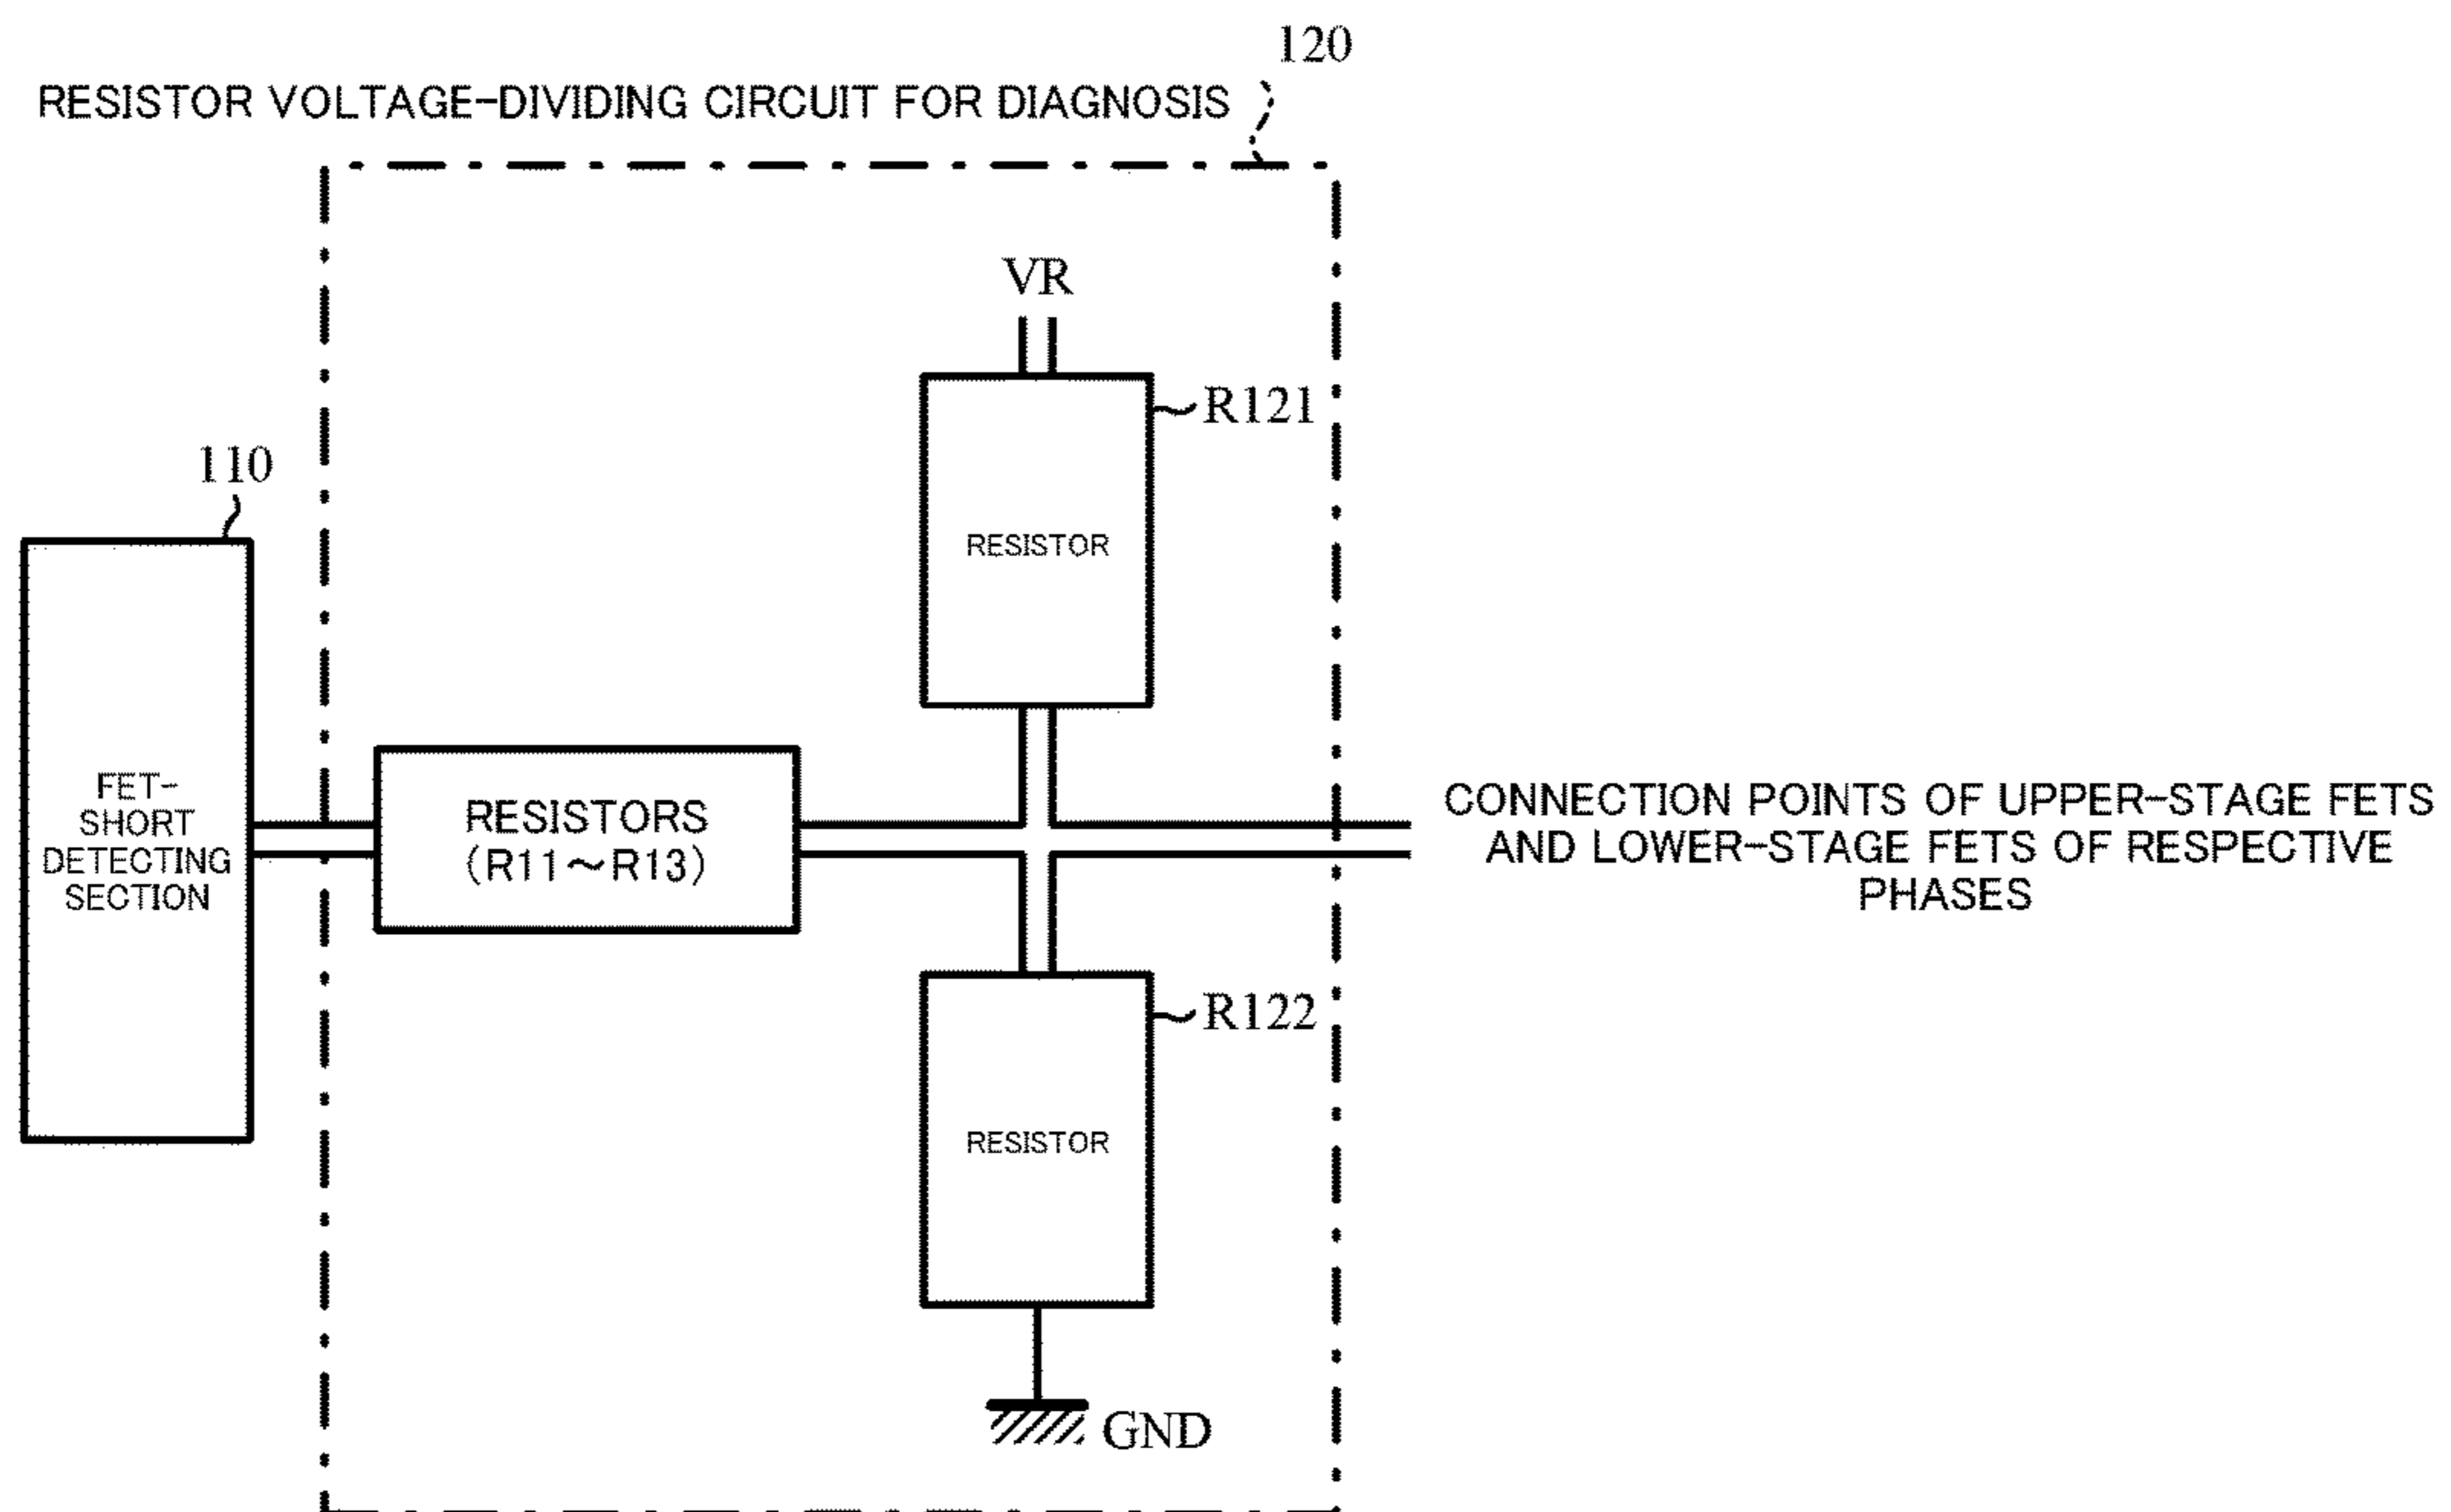 120
RESISTOR VOLTAGE-DIVIDING CIRCUIT FOR DIAGNOSIS
VR
R121
RESISTOR
110
FET-
SHORT
DETECTING
SECTION
RESISTORS
(R11～R13)
CONNECTION POINTS OF UPPER-STAGE FETS
AND LOWER-STAGE FETS OF RESPECTIVE
PHASES
R122
RESISTOR
GND